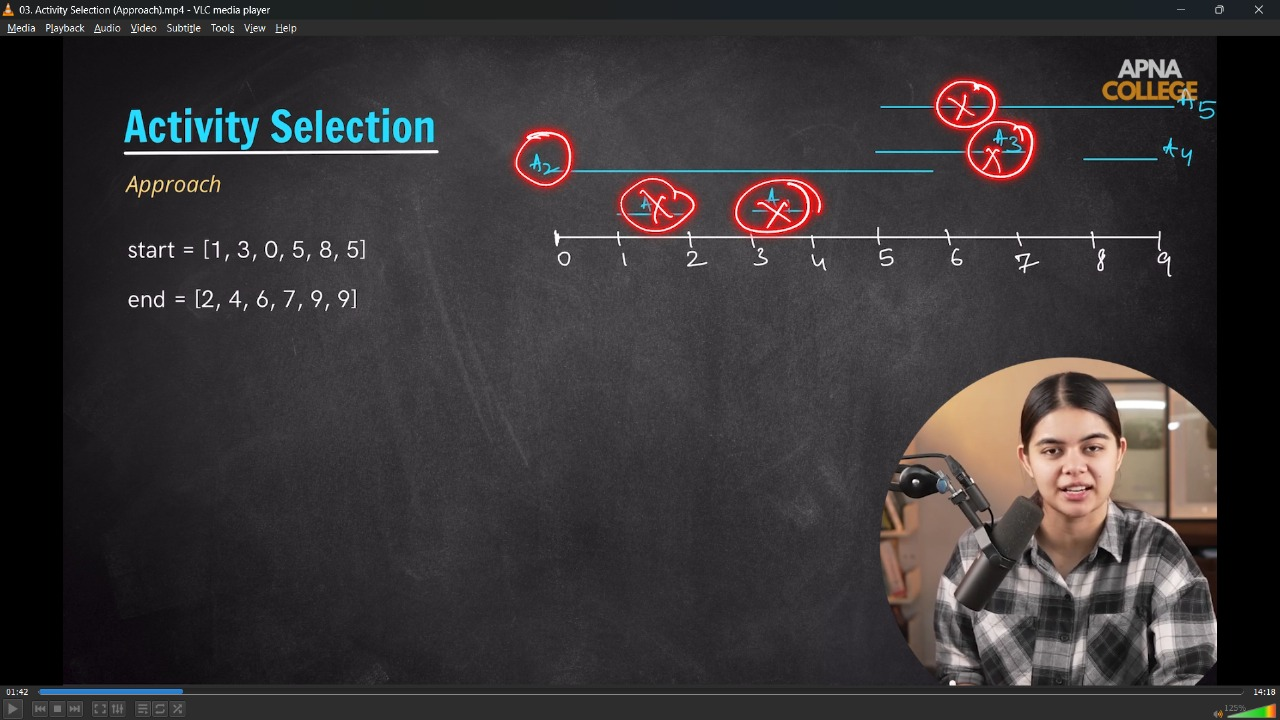 03. Activity Selection (Approach).mp4 - VLC media player
Media Playback Audio Video Subtitle Tools View Help
APNA
COLLEGE
Activity Selection
Approach
start = [1, 3, 0, 5, 8, 5]
end = [2, 4, 6, 7, 9, 9]
X A5
A3
X A4
A2
A X A X
0 1 2 3 4 5 6 7 8 9
01:42 14:18
125%